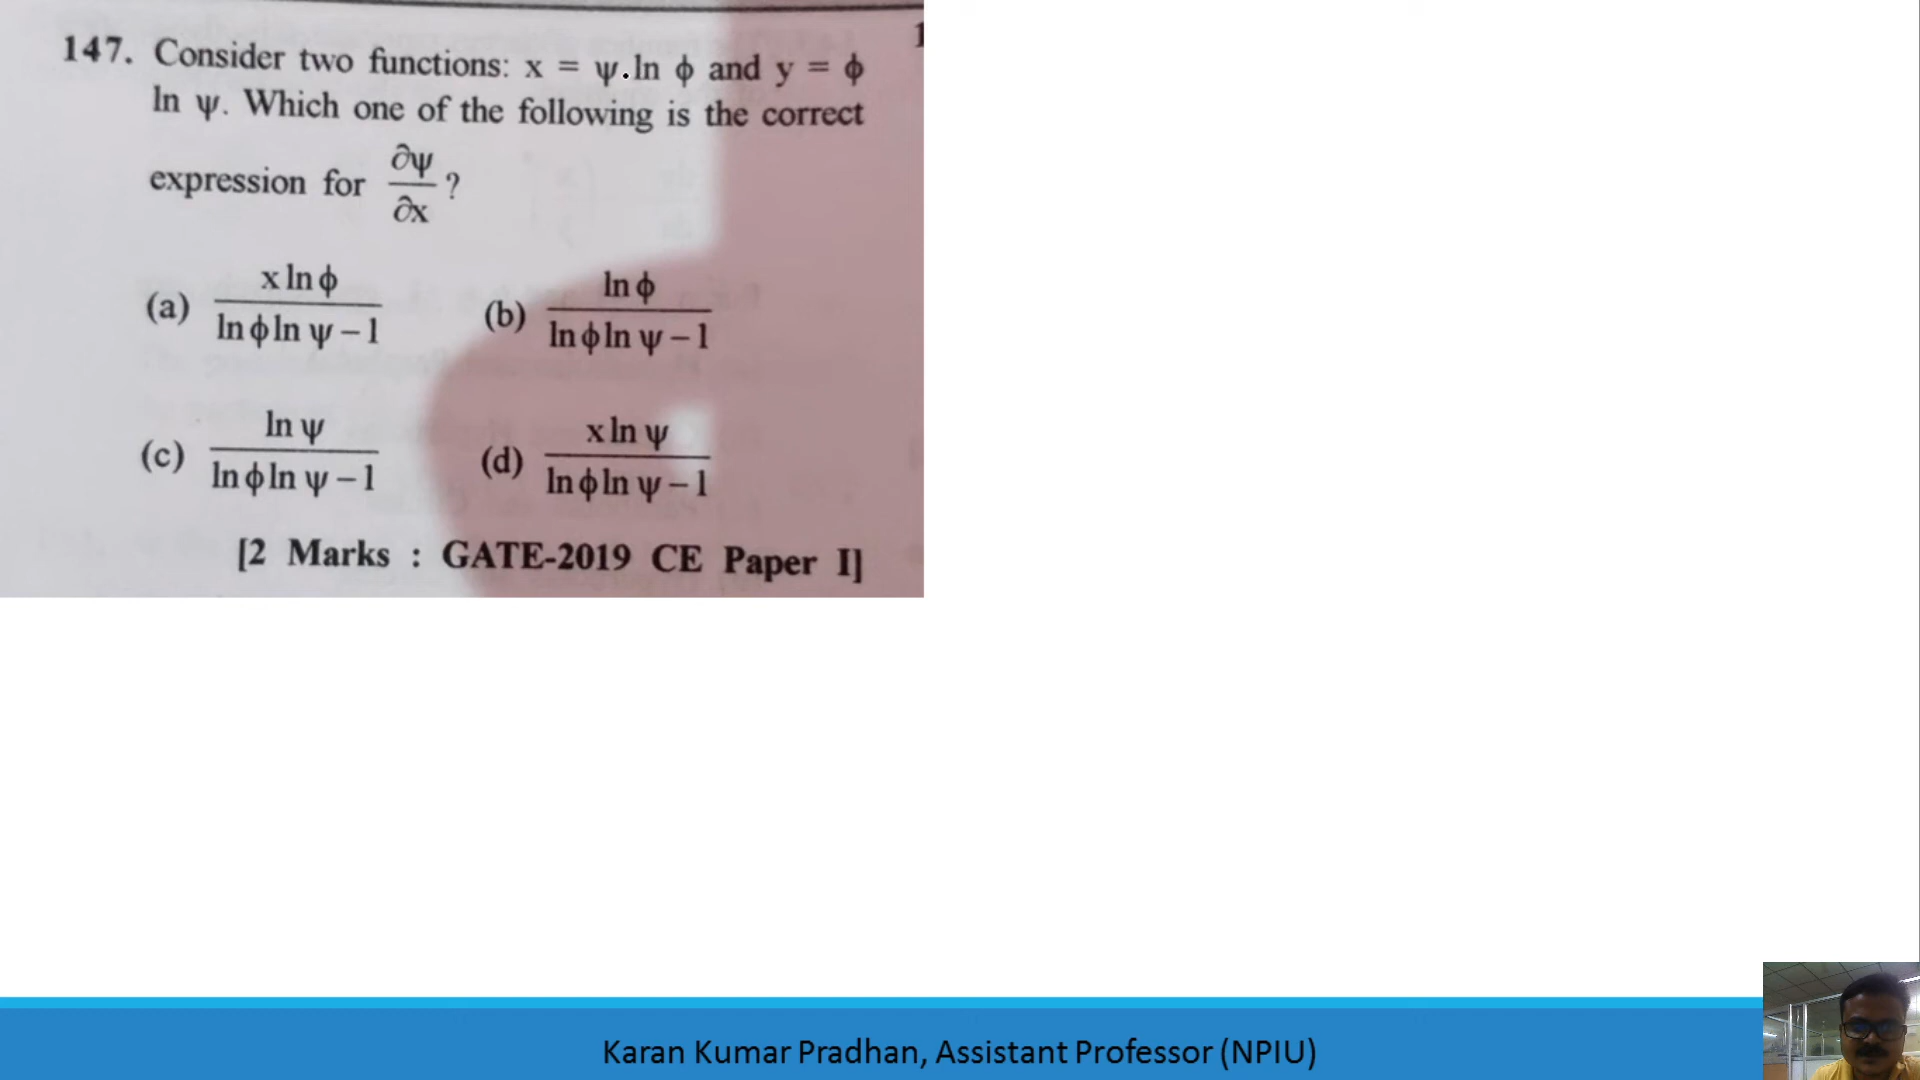 147. Consider two functions: x = ψ.ln ϕ and y = ϕ
ln ψ. Which one of the following is the correct
expression for ∂ψ/∂x ?
(a) x ln ϕ / ln ϕ ln ψ – 1
(b) ln ϕ / ln ϕ ln ψ – 1
(c) ln ψ / ln ϕ ln ψ – 1
(d) x ln ψ / ln ϕ ln ψ – 1
[2 Marks : GATE-2019 CE Paper I]
Karan Kumar Pradhan, Assistant Professor (NPIU)